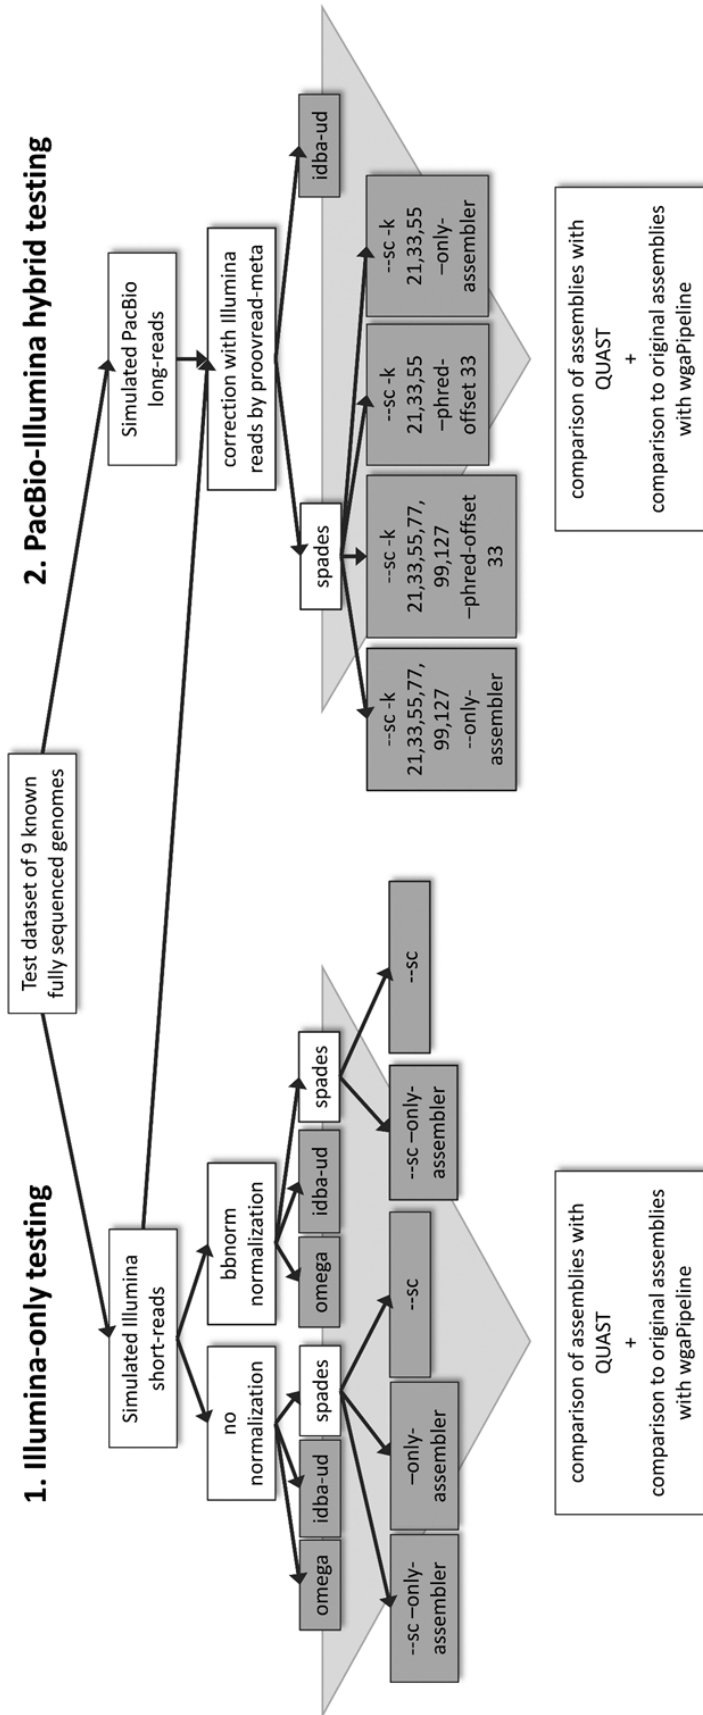 Test dataset of 9 known
fully sequenced genomes
1. Illumina-only testing
2. PacBio-Illumina hybrid testing
Simulated Illumina
short-reads
Simulated PacBio
long-reads
no
normalization
bbnorm
normalization
correction with Illumina
reads by proovread-meta
omega
idba-ud
spades
omega
idba-ud
spades
spades
idba-ud
--sc –only-
assembler
–only-
assembler
--sc
--sc –only-
assembler
--sc
--sc -k
21,33,55,77,
99,127
--only-
assembler
--sc -k
21,33,55,77,
99,127
–phred-offset
33
--sc -k
21,33,55
–phred-
offset 33
--sc -k
21,33,55
–only-
assembler
comparison of assemblies with
QUAST
+
comparison to original assemblies
with wgaPipeline
comparison of assemblies with
QUAST
+
comparison to original assemblies
with wgaPipeline